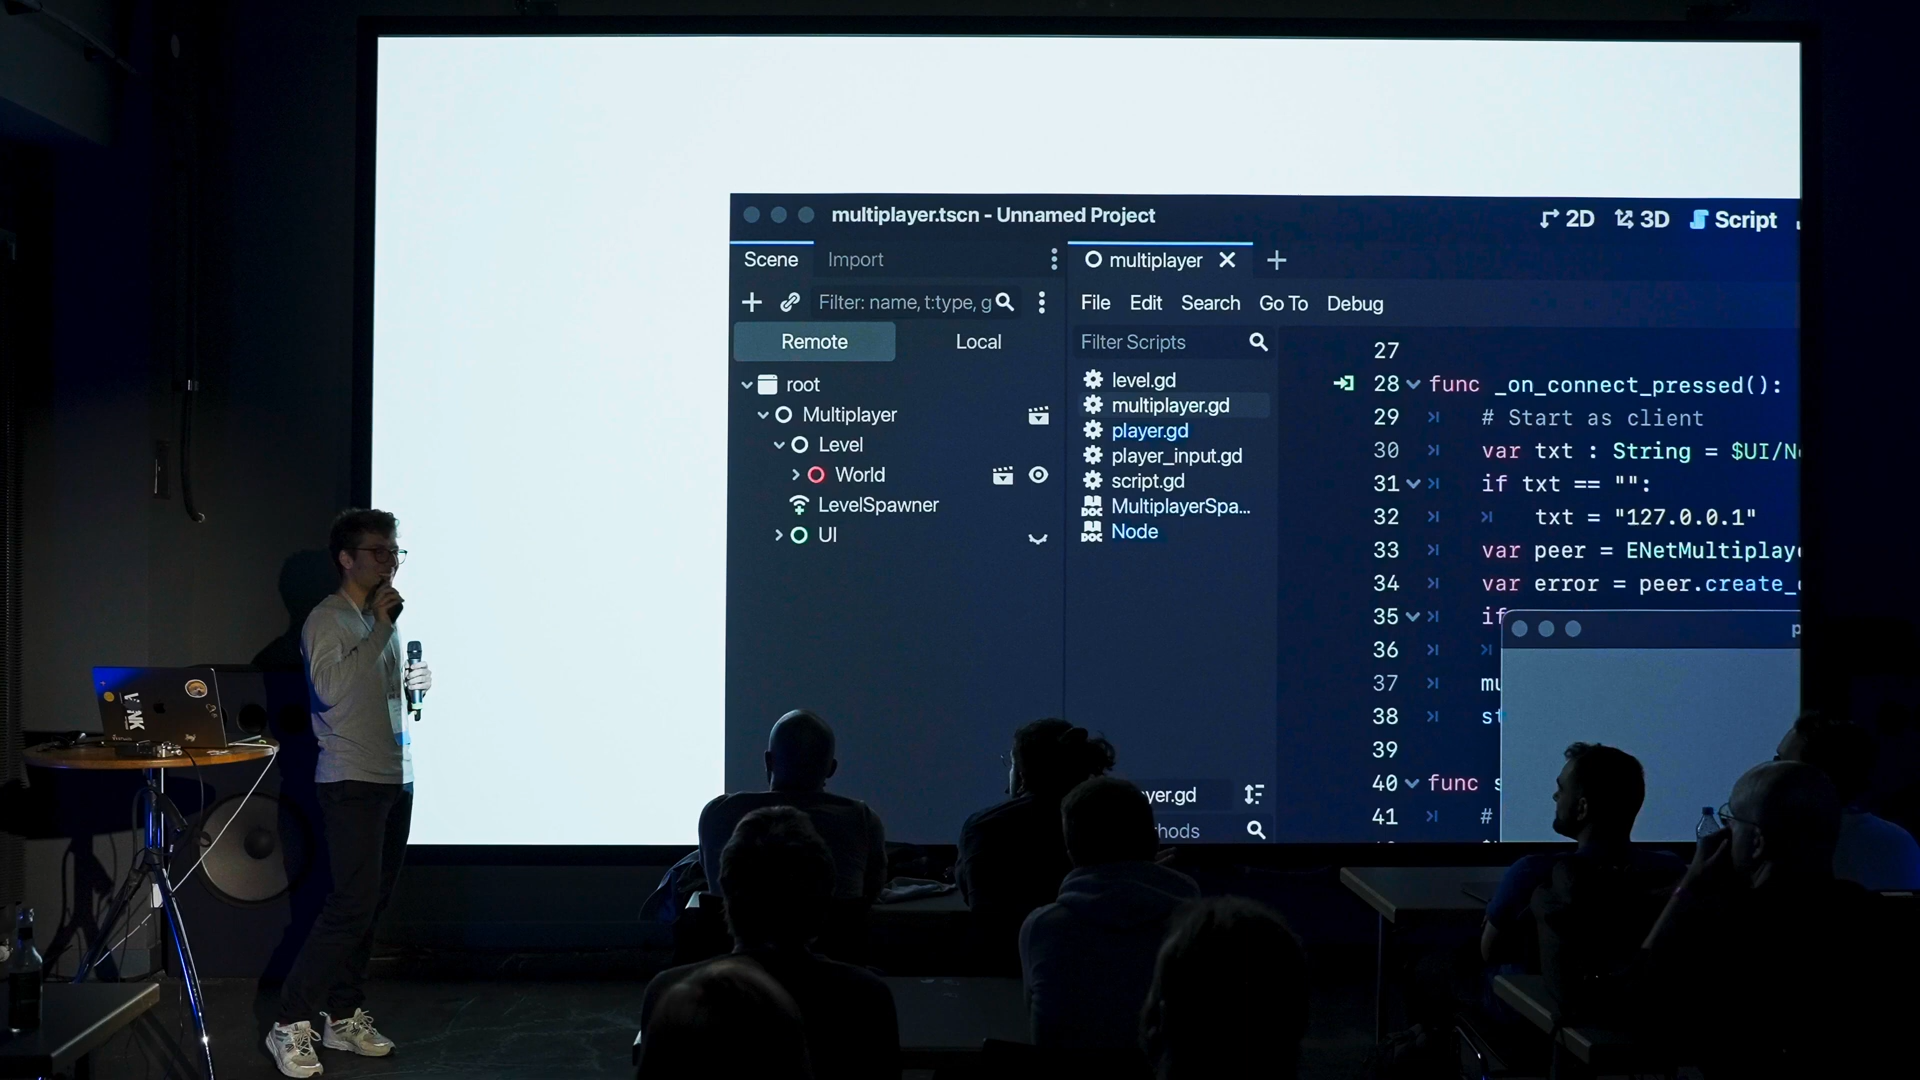 multiplayer.tscn - Unnamed Project
2D 3D Script
Scene Import
multiplayer
Filter: name, t:type, g
File Edit Search Go To Debug
Remote Local
Filter Scripts
root
Multiplayer
Level
World
LevelSpawner
UI
level.gd
multiplayer.gd
player.gd
player_input.gd
script.gd
MultiplayerSpa...
Node
yer.gd
hods
27
28 func _on_connect_pressed():
29 # Start as client
30 var txt : String = $UI/N
31 if txt == "":
32 txt = "127.0.0.1"
33 var peer = ENetMultiplay
34 var error = peer.create_
35 if
36
37 mu
38 st
39
40 func s
41 #
DOC
DOC